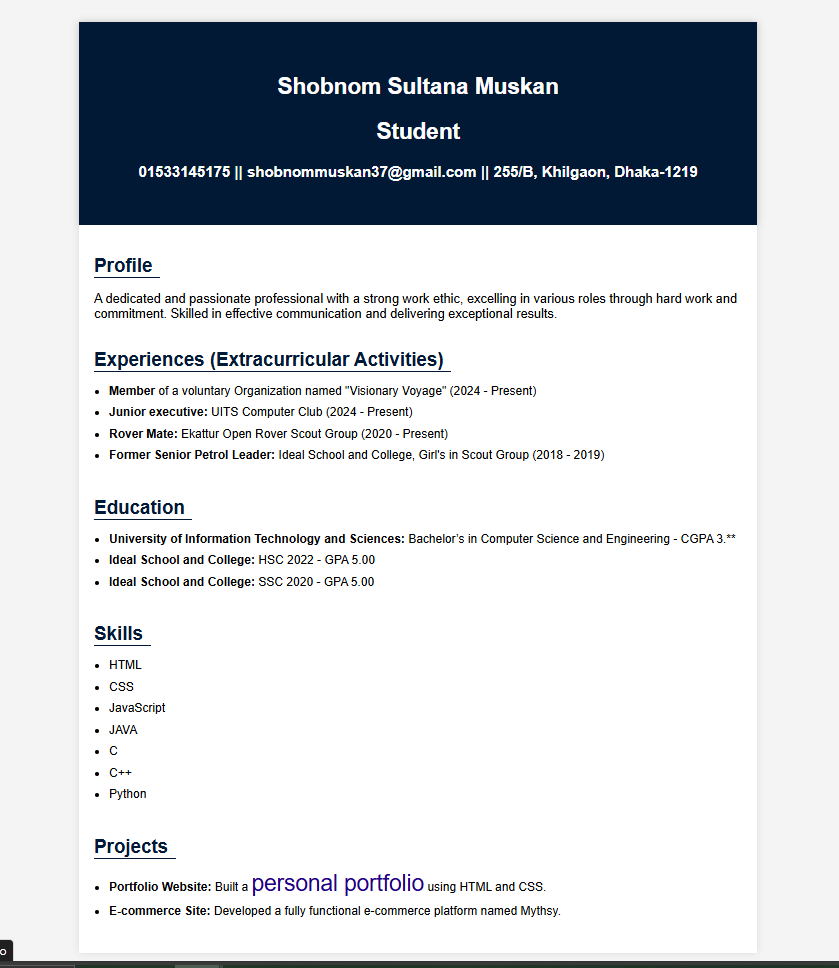 Shobnom Sultana Muskan
Student
01533145175 || shobnommuskan37@gmail.com || 255/B, Khilgaon, Dhaka-1219
Profile
A dedicated and passionate professional with a strong work ethic, excelling in various roles through hard work and
commitment. Skilled in effective communication and delivering exceptional results.
Experiences (Extracurricular Activities)
• Member of a voluntary Organization named "Visionary Voyage" (2024 - Present)
• Junior executive: UITS Computer Club (2024 - Present)
• Rover Mate: Ekattur Open Rover Scout Group (2020 - Present)
• Former Senior Petrol Leader: Ideal School and College, Girl's in Scout Group (2018 - 2019)
Education
• University of Information Technology and Sciences: Bachelor’s in Computer Science and Engineering - CGPA 3.**
• Ideal School and College: HSC 2022 - GPA 5.00
• Ideal School and College: SSC 2020 - GPA 5.00
Skills
• HTML
• CSS
• JavaScript
• JAVA
• C
• C++
• Python
Projects
• Portfolio Website: Built a personal portfolio using HTML and CSS.
• E-commerce Site: Developed a fully functional e-commerce platform named Mythsy.